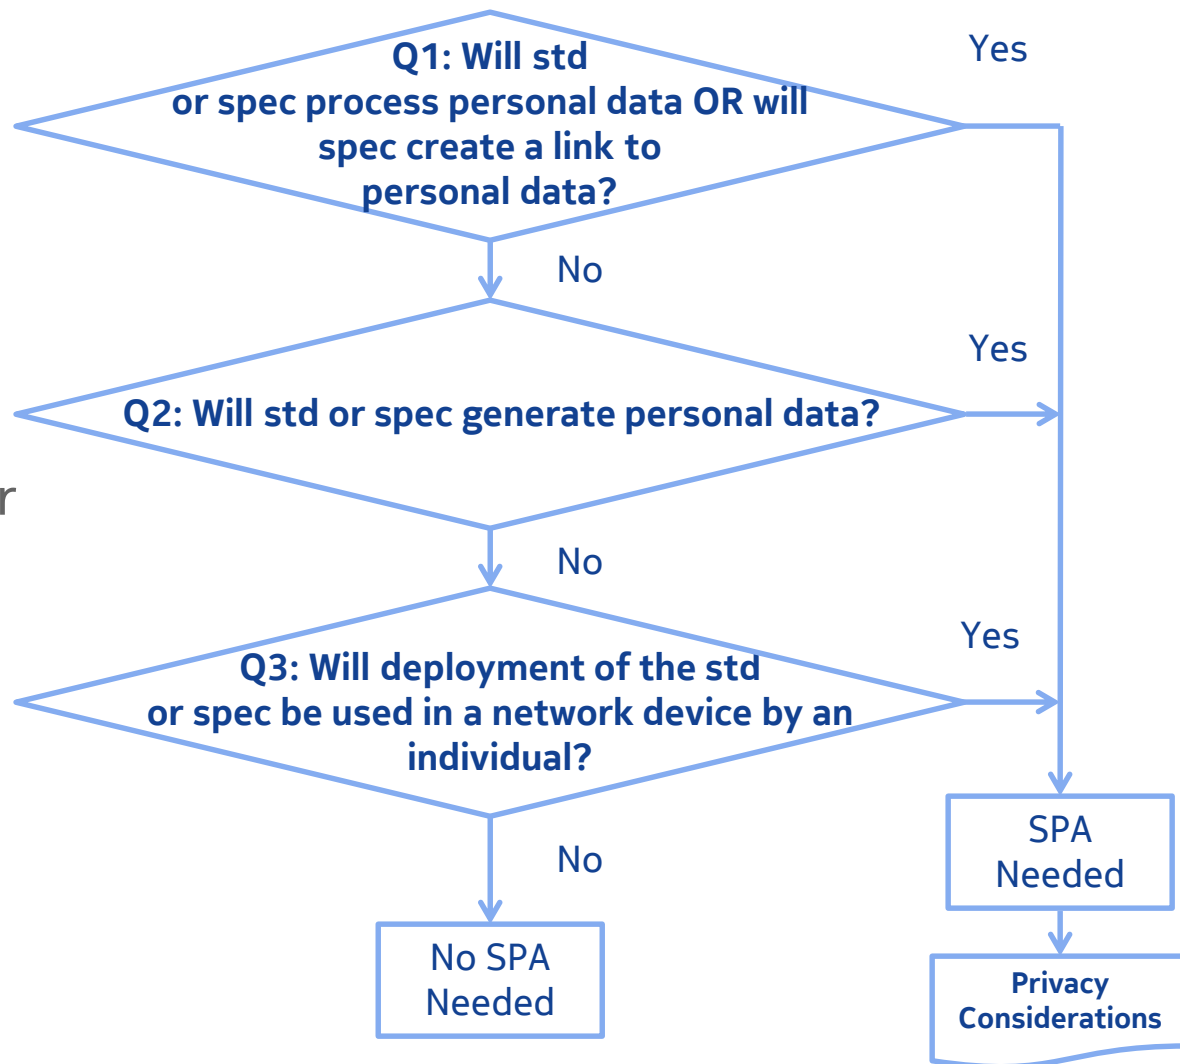 Q1: Will std
or spec process personal data OR will
spec create a link to
personal data?
Yes
No
Q2: Will std or spec generate personal data?
Yes
r
No
Q3: Will deployment of the std
or spec be used in a network device by an
individual?
Yes
No
SPA
Needed
No SPA
Needed
Privacy
Considerations